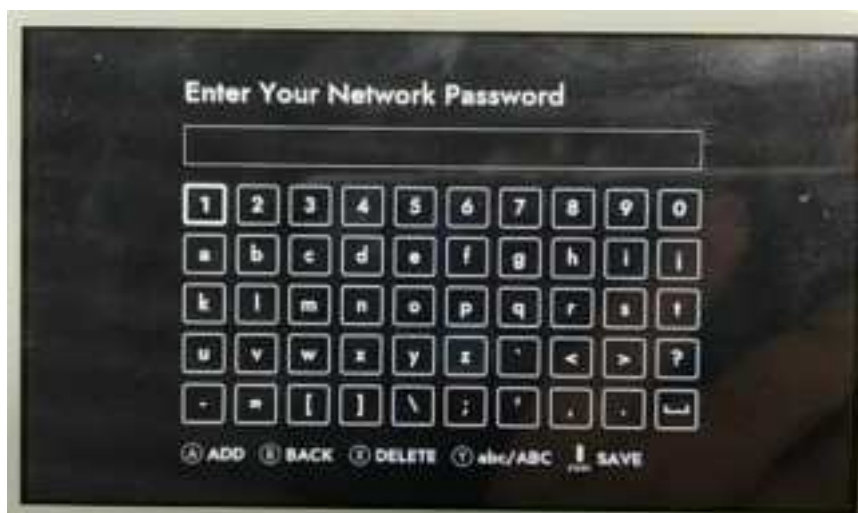 Enter Your Network Password
1 2 3 4 5 6 7 8 9 0
a b c d e f g h i j
k l m n o p q r s t
u v w x y z ` < > ?
- = [ ] \ ; ' , .
A ADD B BACK X DELETE Y abc/ABC SAVE